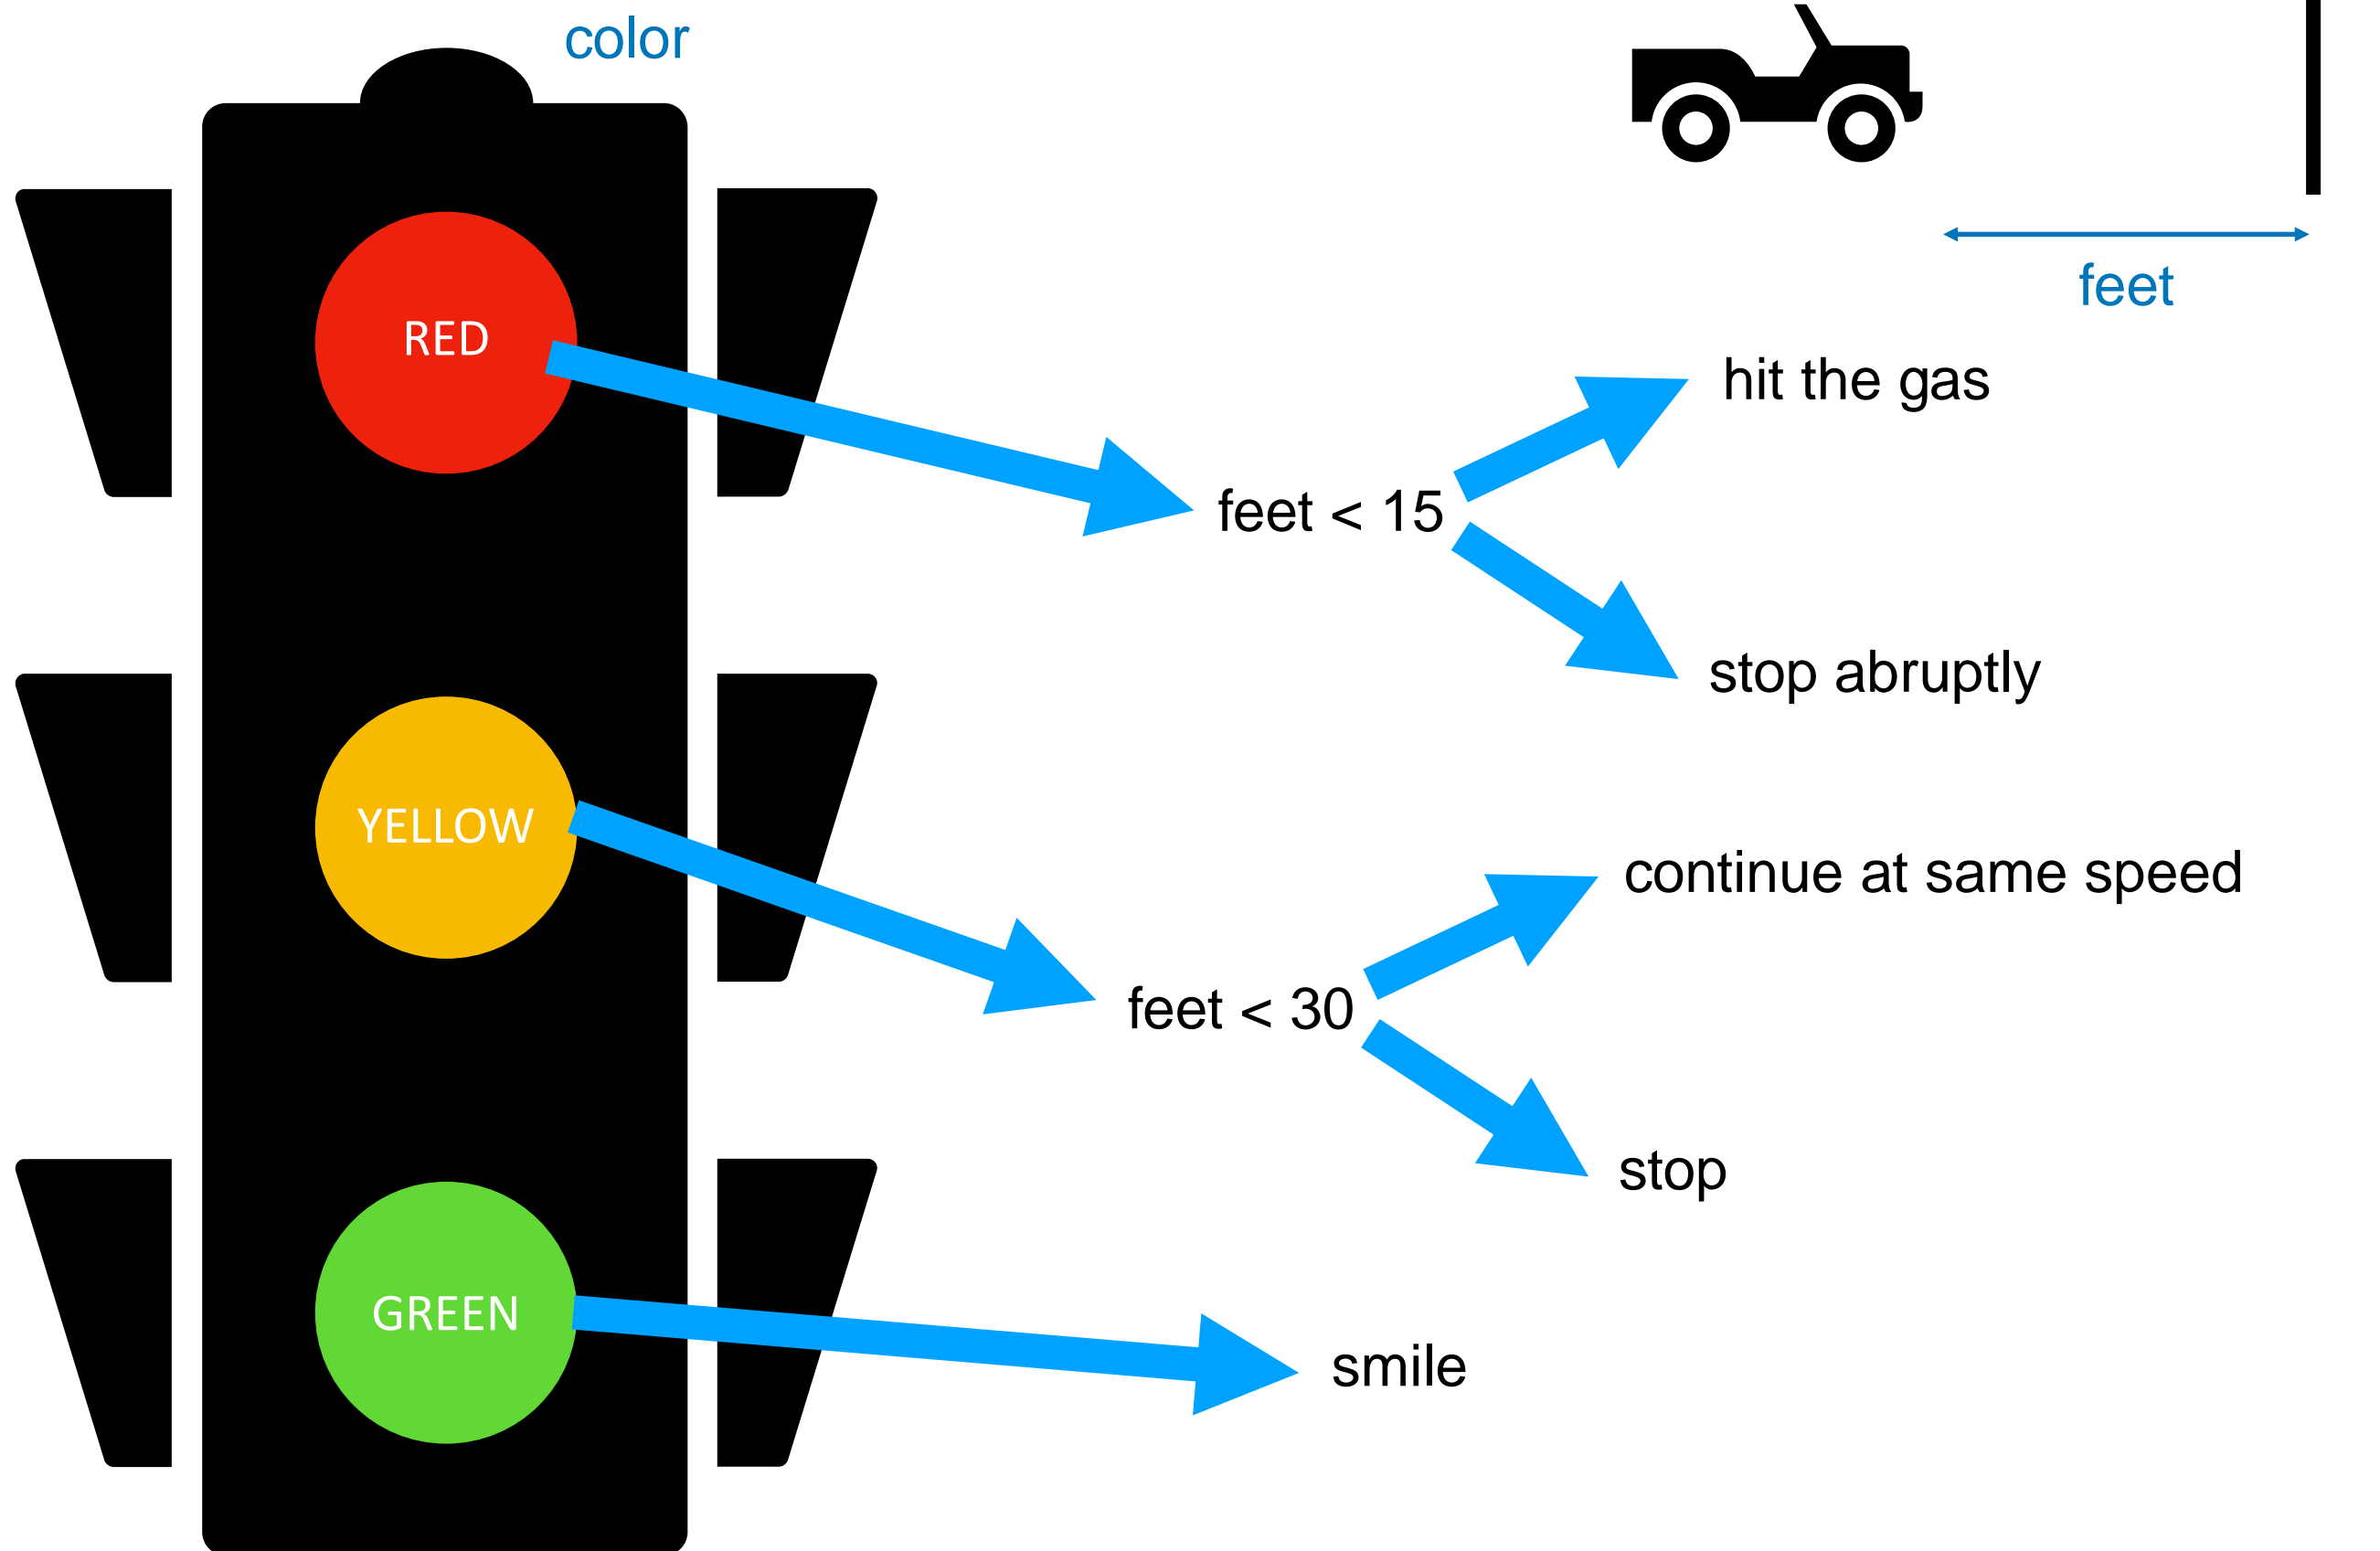 color
feet
RED
hit the gas
feet < 15
stop abruptly
YELLOW
continue at same speed
feet < 30
stop
GREEN
smile